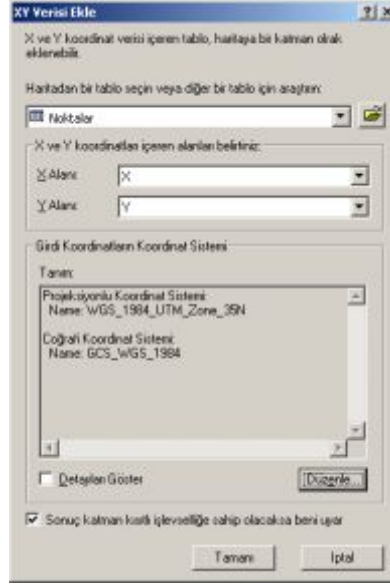 XY Verisi Ekle
X ve Y koordinat verisi içeren tablo, haritaya bir katman olrak
eklenebilir.
Haritadan bir tablo seçin veya diğer bir tablo için araştırın:
Noktalar
X ve Y koordinatları içeren alanları belirtiniz:
X Alanı: X
Y Alanı: Y
Girdi Koordinatların Koordinat Sistemi
Tanım:
Projeksiyonlu Koordinat Sistemi:
Name: WGS_1984_UTM_Zone_35N
Coğrafi Koordinat Sistemi:
Name: GCS_WGS_1984
Detayları Göster
Düzenle...
Sonuç katman kısıtlı işlevselliğe sahip olacaksa beni uyar
Tamam
İptal